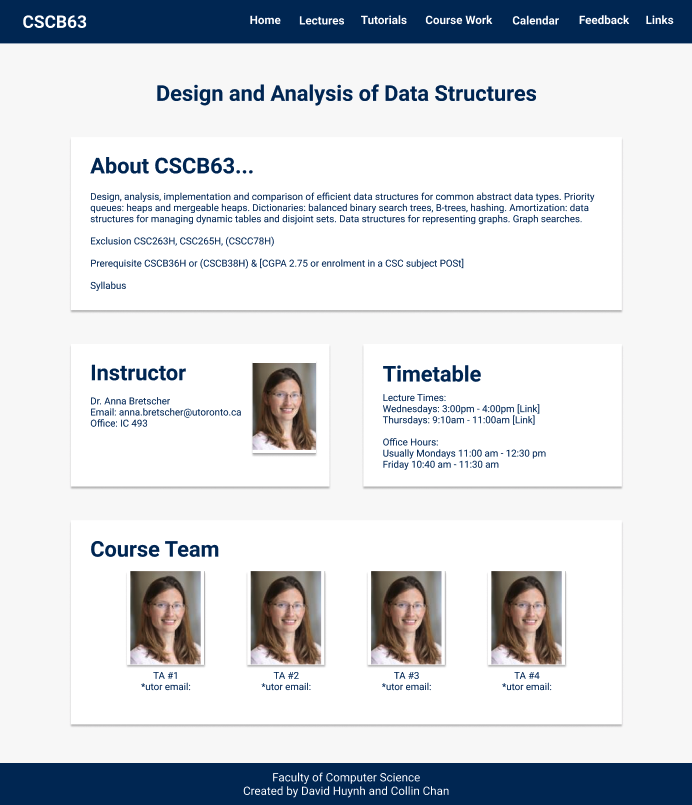 CSCB63
Home Lectures Tutorials Course Work Calendar Feedback Links
Design and Analysis of Data Structures
About CSCB63...
Design, analysis, implementation and comparison of efficient data structures for common abstract data types. Priority
queues: heaps and mergeable heaps. Dictionaries: balanced binary search trees, B-trees, hashing. Amortization: data
structures for managing dynamic tables and disjoint sets. Data structures for representing graphs. Graph searches.
Exclusion CSC263H, CSC265H, (CSCC78H)
Prerequisite CSCB36H or (CSCB38H) & [CGPA 2.75 or enrolment in a CSC subject POSt]
Syllabus
Instructor
Dr. Anna Bretscher
Email: anna.bretscher@utoronto.ca
Office: IC 493
Timetable
Lecture Times:
Wednesdays: 3:00pm - 4:00pm [Link]
Thursdays: 9:10am - 11:00am [Link]
Office Hours:
Usually Mondays 11:00 am - 12:30 pm
Friday 10:40 am - 11:30 am
Course Team
TA #1
*utor email:
TA #2
*utor email:
TA #3
*utor email:
TA #4
*utor email:
Faculty of Computer Science
Created by David Huynh and Collin Chan